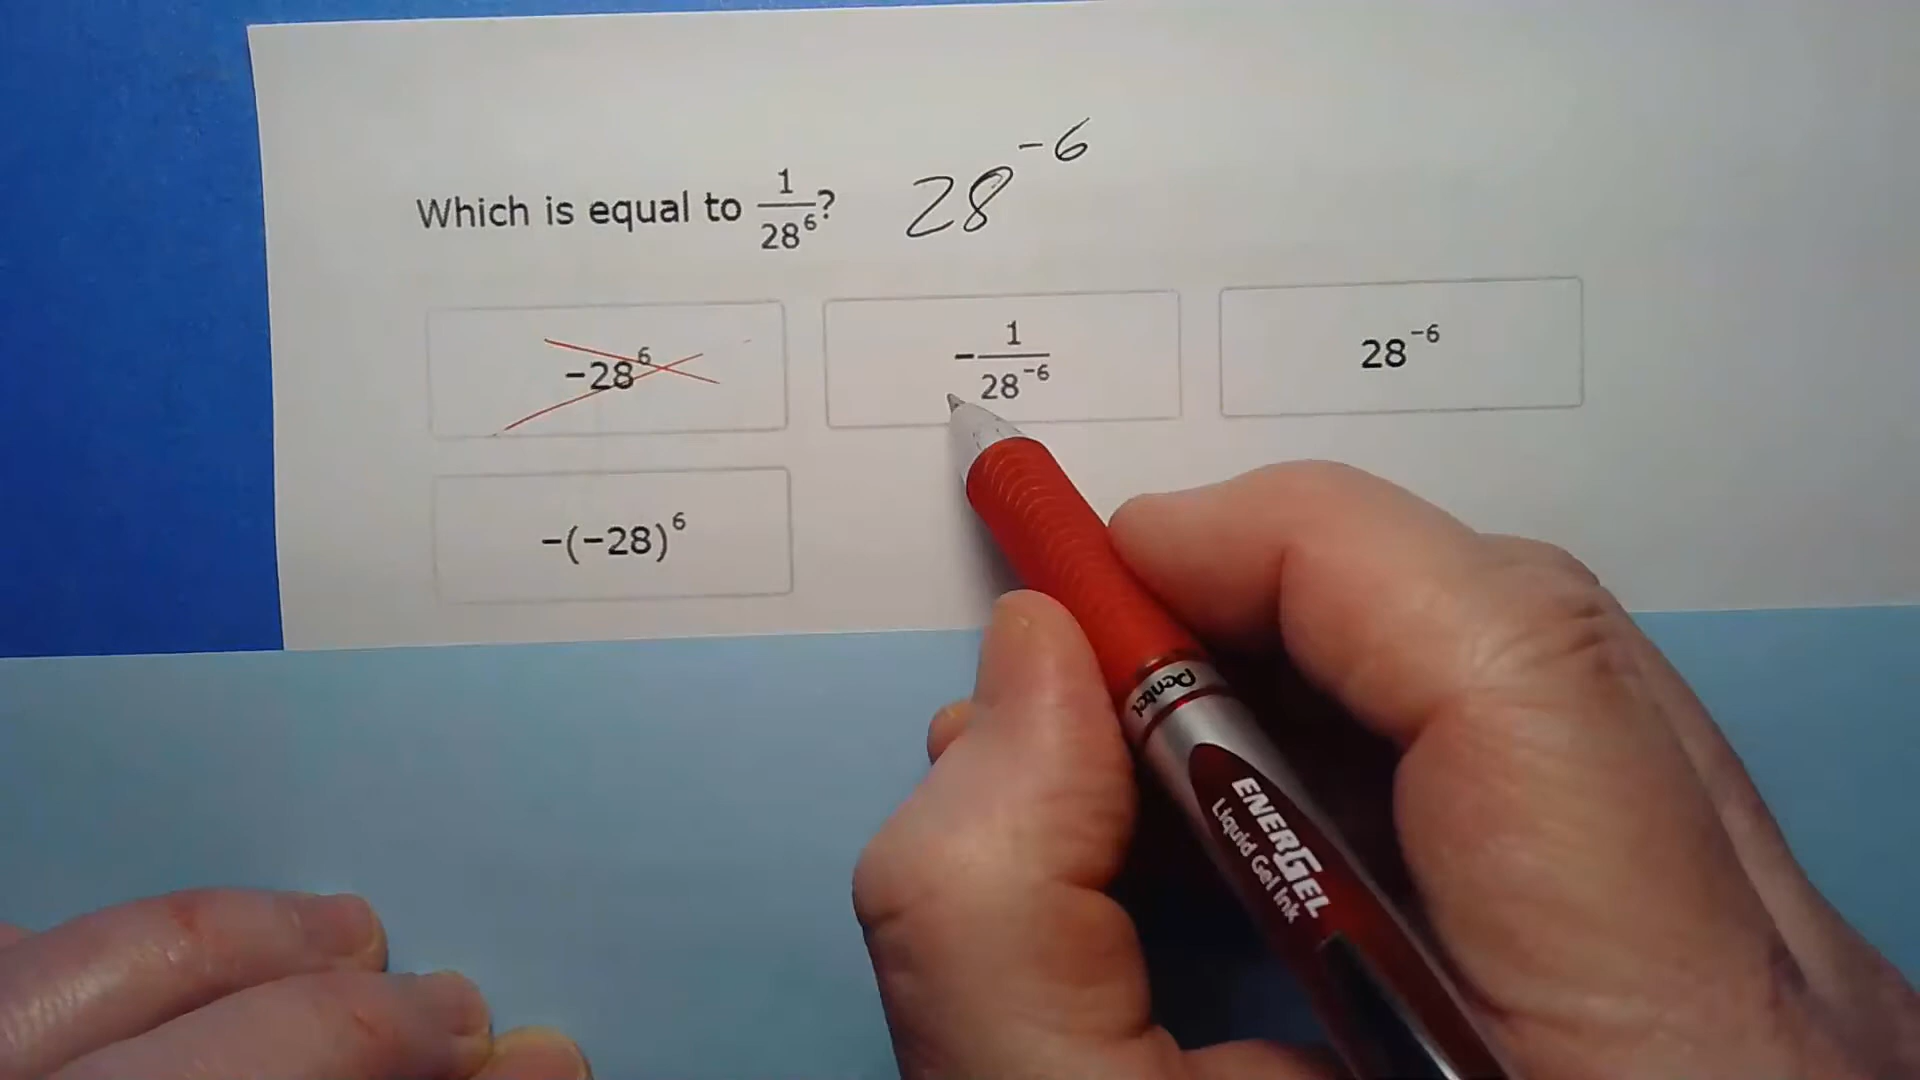 Which is equal to 1/28^6? 28^-6
-28^6
-1/28^-6
28^-6
-(-28)^6
Pentel
ENERGEL
Liquid Gel Ink